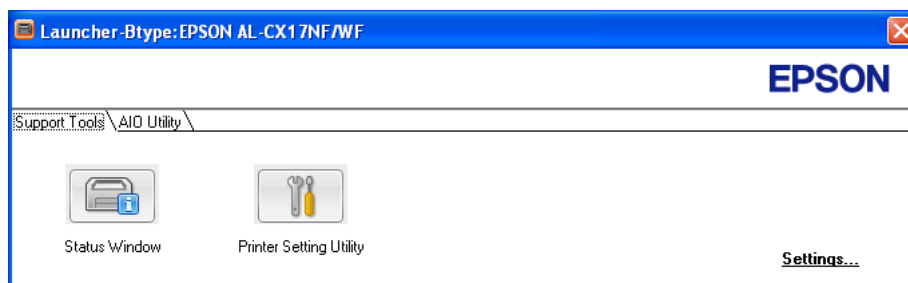 Launcher-Btype:EPSON AL-CX17NF/WF
EPSON
Support Tools AIO Utility
Status Window Printer Setting Utility
Settings...